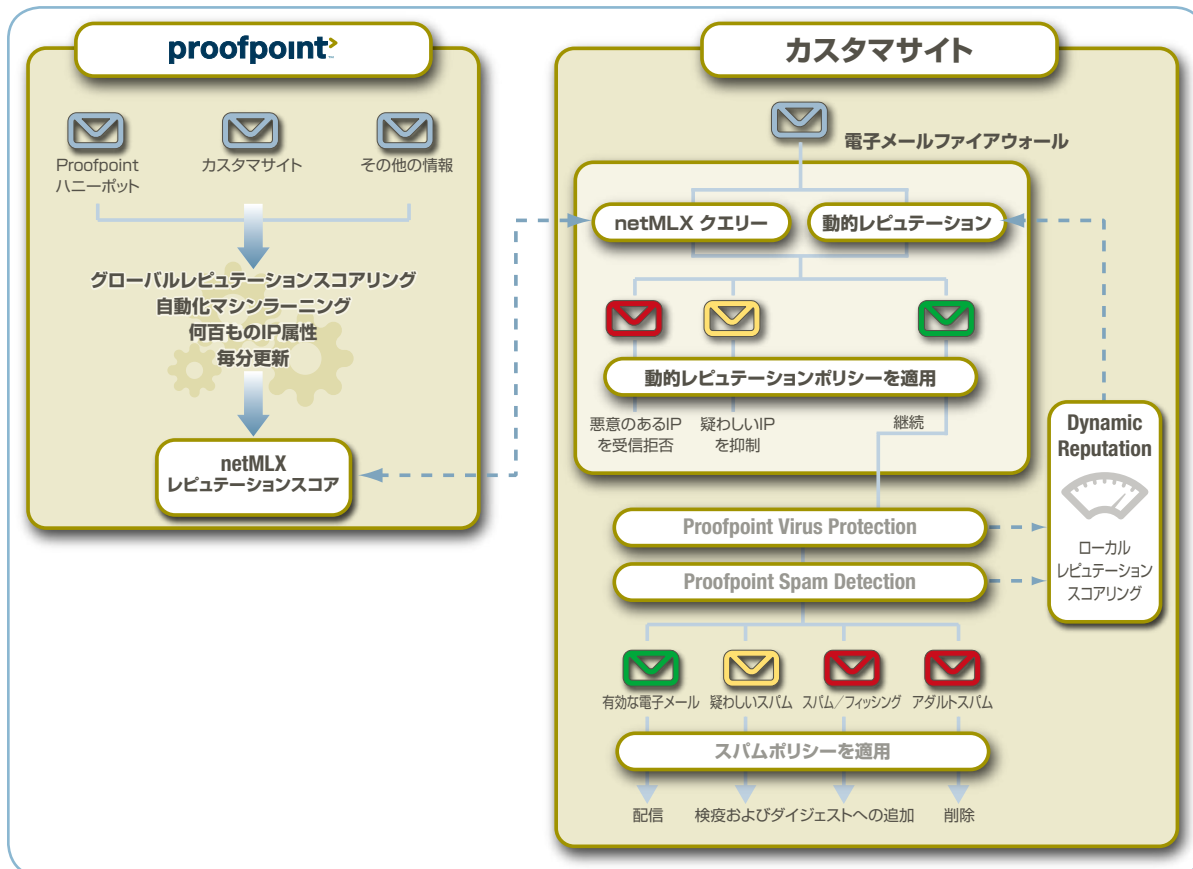 proofpoint
Proofpoint
ハニーポット
カスタマサイト
その他の情報
グローバルレピュテーションスコアリング
自動化マシンラーニング
何百ものIP属性
毎分更新
netMLX
レピュテーションスコア
カスタマサイト
電子メールファイアウォール
netMLX クエリー
動的レピュテーション
動的レピュテーションポリシーを適用
悪意のあるIP
を受信拒否
疑わしいIP
を抑制
継続
Proofpoint Virus Protection
Proofpoint Spam Detection
Dynamic
Reputation
ローカル
レピュテーション
スコアリング
有効な電子メール
疑わしいスパム
スパム／フィッシング
アダルトスパム
スパムポリシーを適用
配信
検疫およびダイジェストへの追加
削除